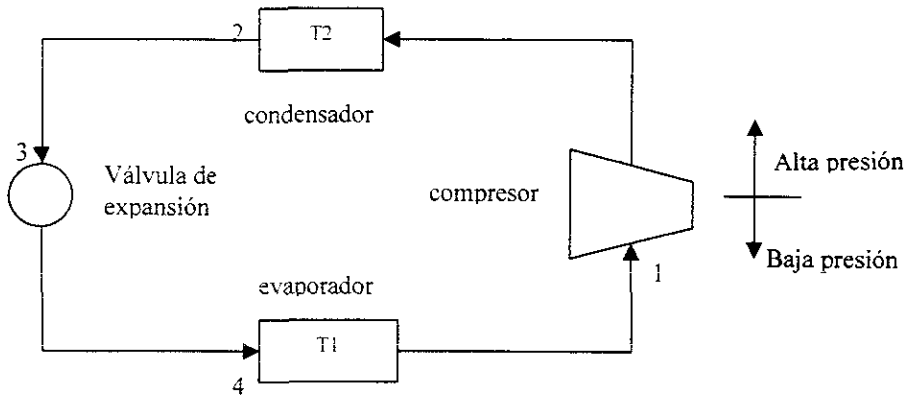 2
T2
condensador
3
Válvula de
expansión
compresor
Alta presión
Baja presión
1
evaporador
T1
4